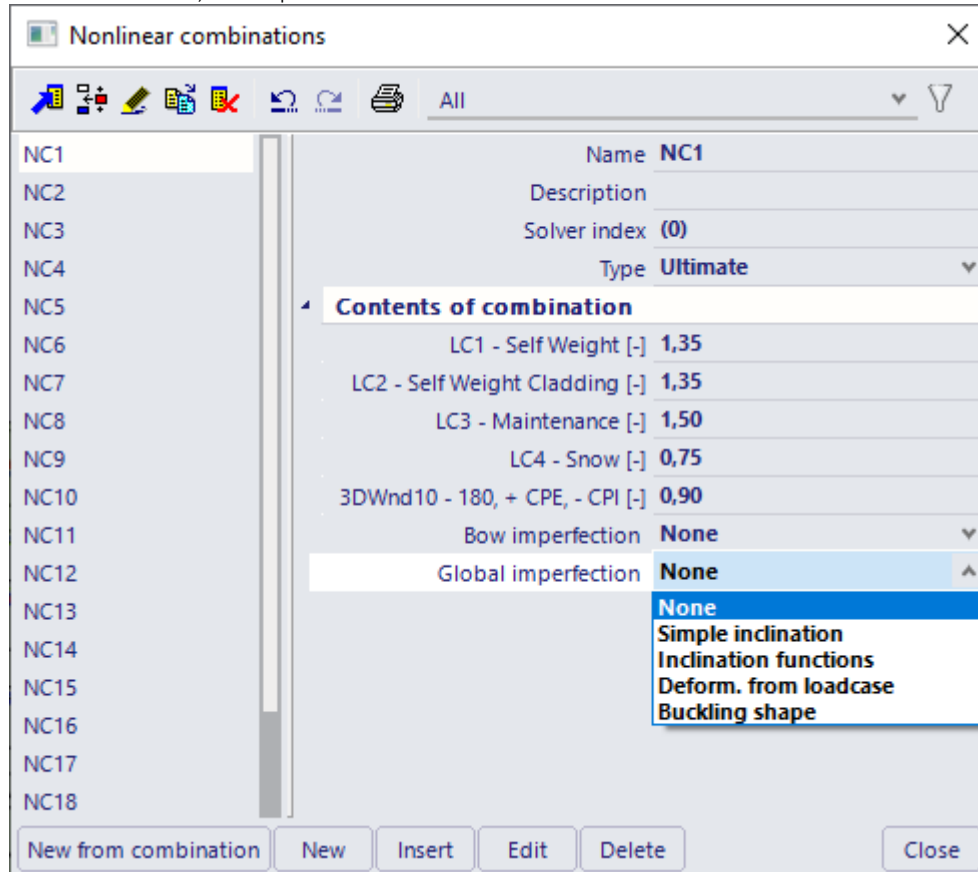 Nonlinear combinations
All
NC1
NC2
NC3
NC4
NC5
NC6
NC7
NC8
NC9
NC10
NC11
NC12
NC13
NC14
NC15
NC16
NC17
NC18
Name NC1
Description
Solver index (0)
Type Ultimate
Contents of combination
LC1 - Self Weight [-] 1,35
LC2 - Self Weight Cladding [-] 1,35
LC3 - Maintenance [-] 1,50
LC4 - Snow [-] 0,75
3DWnd10 - 180, + CPE, - CPI [-] 0,90
Bow imperfection None
Global imperfection None
None
Simple inclination
Inclination functions
Deform. from loadcase
Buckling shape
New from combination New Insert Edit Delete Close